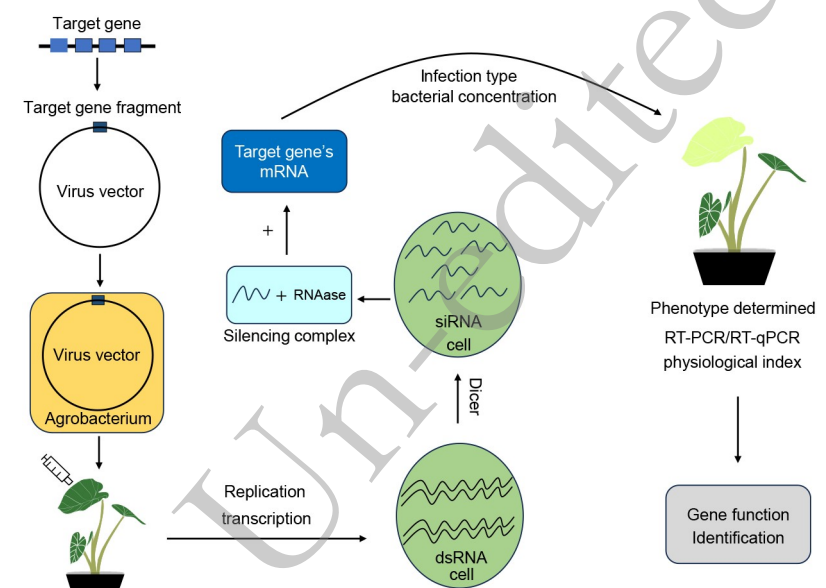 Target gene
Target gene fragment
Virus vector
Virus vector
Agrobacterium
Replication
transcription
dsRNA
cell
Dicer
siRNA
cell
+ RNAase
Silencing complex
+
Target gene's
mRNA
Infection type
bacterial concentration
Phenotype determined
RT-PCR/RT-qPCR
physiological index
Gene function
Identification
Un-edited